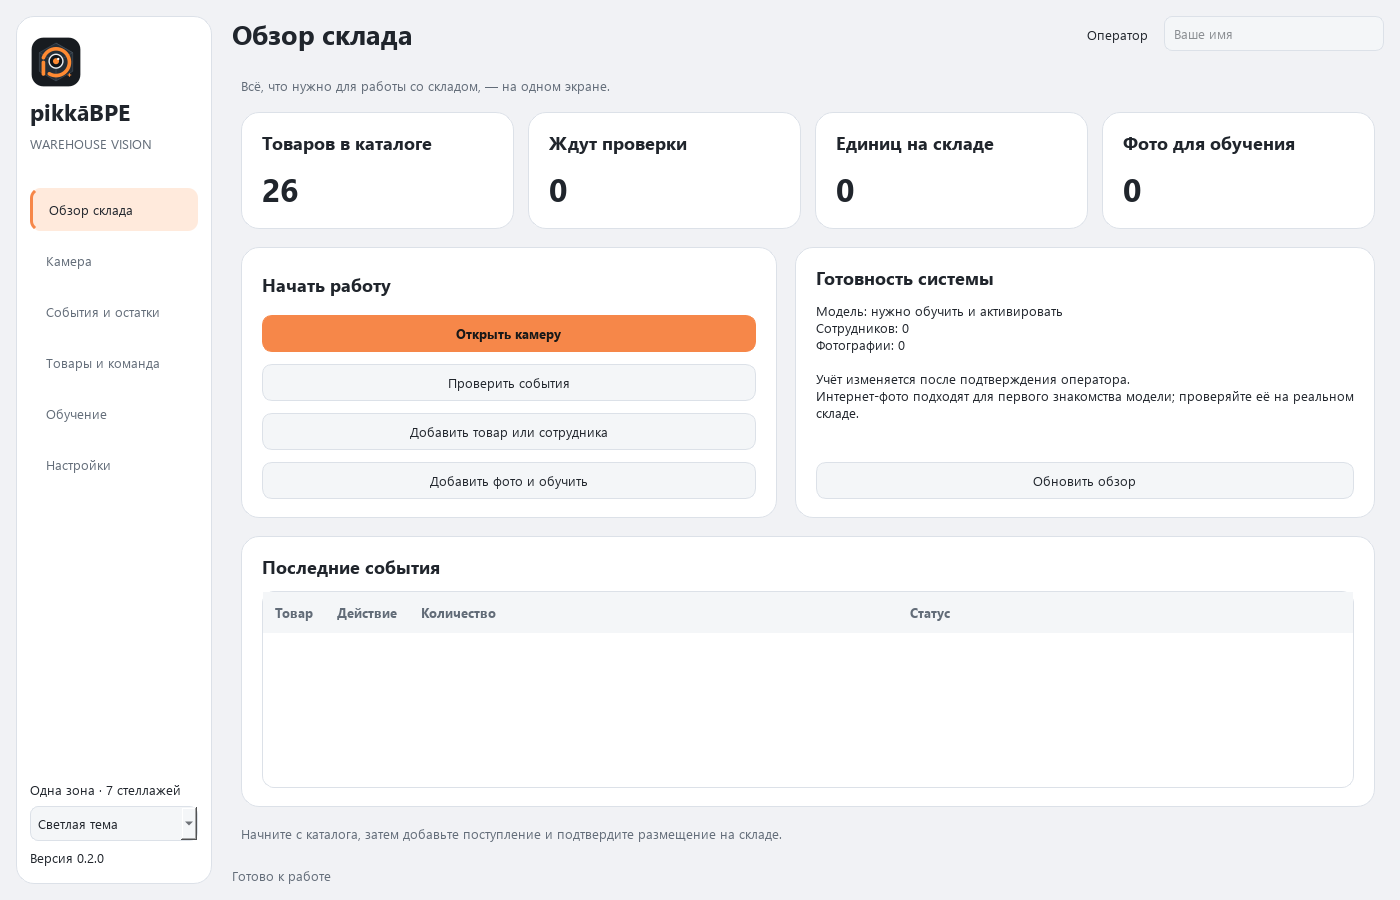 pikkāBPE
WAREHOUSE VISION
Обзор склада
Камера
События и остатки
Товары и команда
Обучение
Настройки
Одна зона · 7 стеллажей
Светлая тема
Версия 0.2.0
Обзор склада
Оператор
Ваше имя
Всё, что нужно для работы со складом, — на одном экране.
Товаров в каталоге
26
Ждут проверки
0
Единиц на складе
0
Фото для обучения
0
Начать работу
Открыть камеру
Проверить события
Добавить товар или сотрудника
Добавить фото и обучить
Готовность системы
Модель: нужно обучить и активировать
Сотрудников: 0
Фотографии: 0
Учёт изменяется после подтверждения оператора.
Интернет-фото подходят для первого знакомства модели; проверяйте её на реальном
складе.
Обновить обзор
Последние события
Товар Действие Количество Статус
Начните с каталога, затем добавьте поступление и подтвердите размещение на складе.
Готово к работе